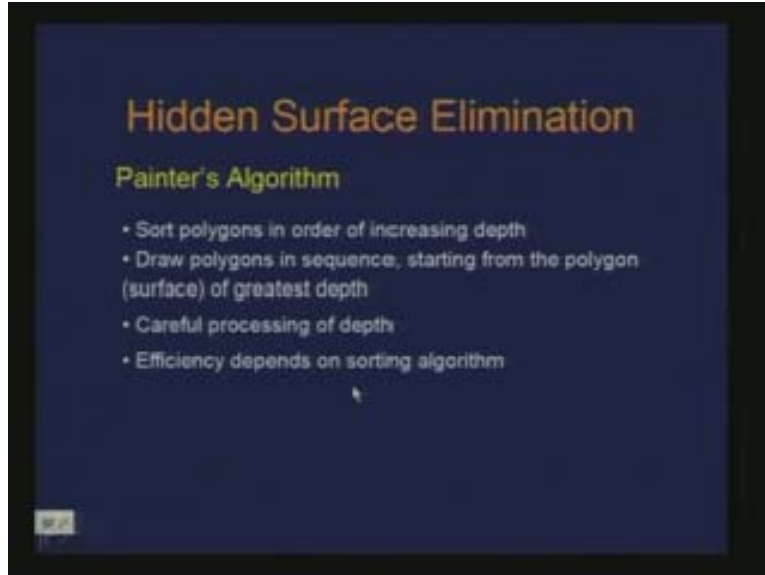 Hidden Surface Elimination
Painter's Algorithm
• Sort polygons in order of increasing depth
• Draw polygons in sequence, starting from the polygon
(surface) of greatest depth
• Careful processing of depth
• Efficiency depends on sorting algorithm